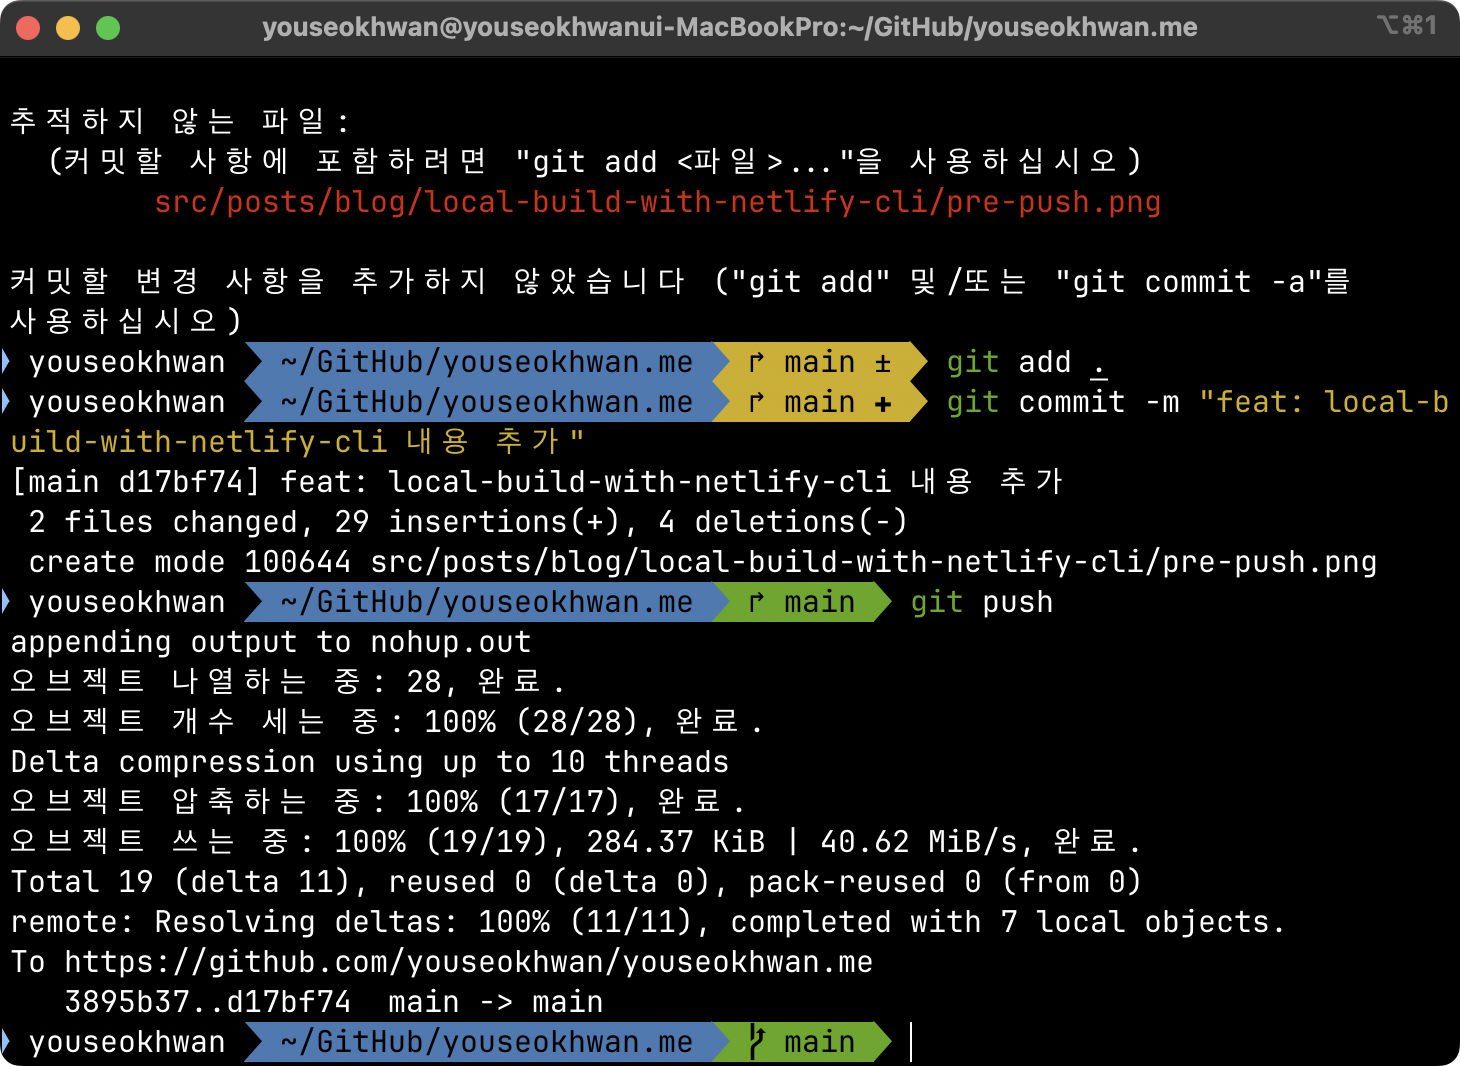 youseokhwan@youseokhwanui-MacBookPro:~/GitHub/youseokhwan.me ⌥⌘1
추적하지 않는 파일:
(커밋할 사항에 포함하려면 "git add <파일>..."을 사용하십시오)
src/posts/blog/local-build-with-netlify-cli/pre-push.png
커밋할 변경 사항을 추가하지 않았습니다 ("git add" 및/또는 "git commit -a"를
사용하십시오)
youseokhwan ~/GitHub/youseokhwan.me ↱ main ± git add .
youseokhwan ~/GitHub/youseokhwan.me ↱ main ✚ git commit -m "feat: local-b
uild-with-netlify-cli 내용 추가"
[main d17bf74] feat: local-build-with-netlify-cli 내용 추가
2 files changed, 29 insertions(+), 4 deletions(-)
create mode 100644 src/posts/blog/local-build-with-netlify-cli/pre-push.png
youseokhwan ~/GitHub/youseokhwan.me ↱ main git push
appending output to nohup.out
오브젝트 나열하는 중: 28, 완료.
오브젝트 개수 세는 중: 100% (28/28), 완료.
Delta compression using up to 10 threads
오브젝트 압축하는 중: 100% (17/17), 완료.
오브젝트 쓰는 중: 100% (19/19), 284.37 KiB | 40.62 MiB/s, 완료.
Total 19 (delta 11), reused 0 (delta 0), pack-reused 0 (from 0)
remote: Resolving deltas: 100% (11/11), completed with 7 local objects.
To https://github.com/youseokhwan/youseokhwan.me
3895b37..d17bf74  main -> main
youseokhwan ~/GitHub/youseokhwan.me main